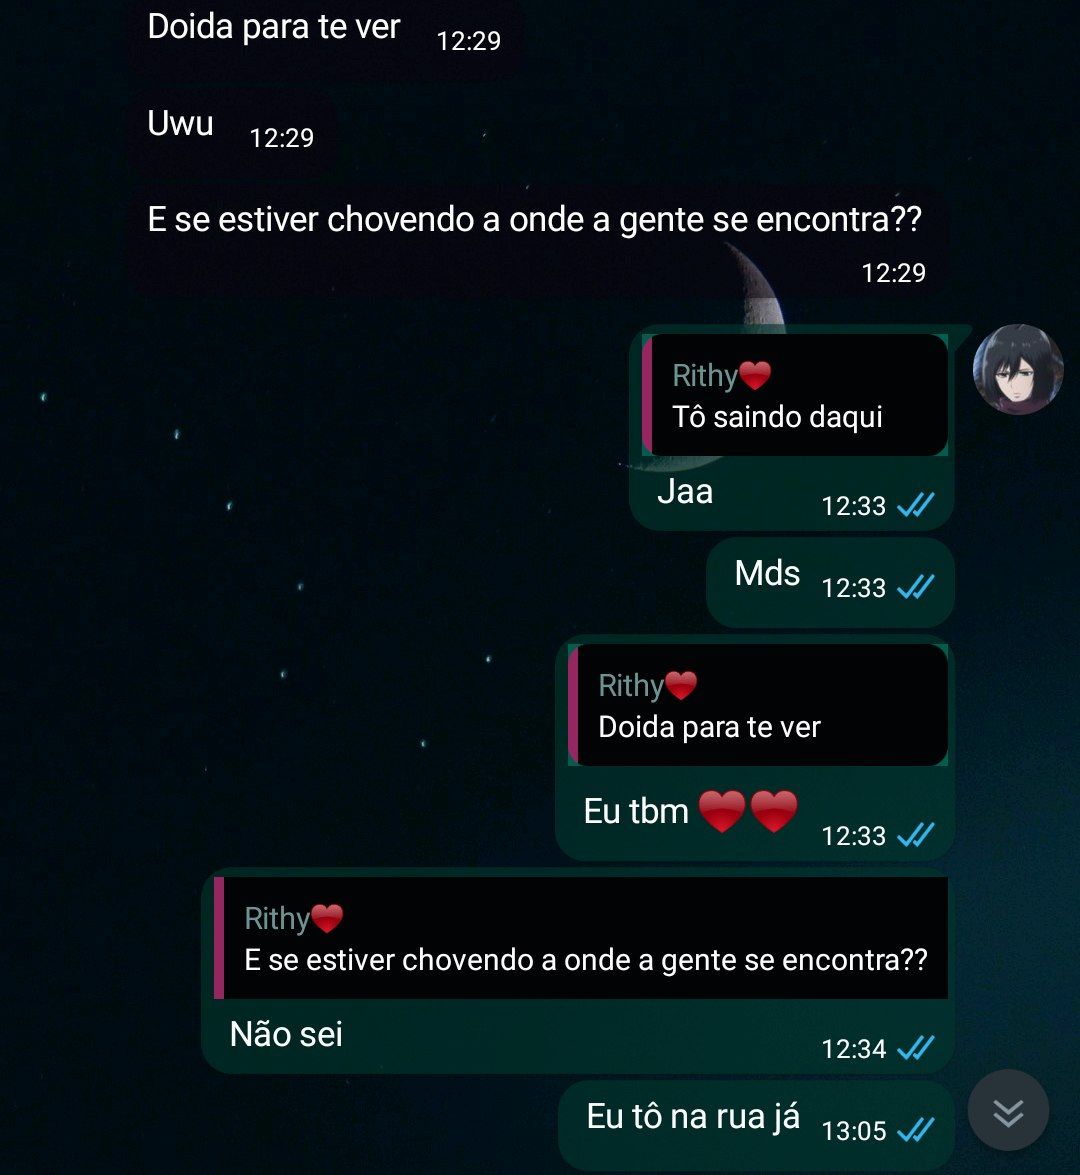 Doida para te ver 12:29
Uwu 12:29
E se estiver chovendo a onde a gente se encontra??
12:29
Rithy❤️
Tô saindo daqui
Jaa 12:33
Mds 12:33
Rithy❤️
Doida para te ver
Eu tbm ❤️❤️ 12:33
Rithy❤️
E se estiver chovendo a onde a gente se encontra??
Não sei 12:34
Eu tô na rua já 13:05